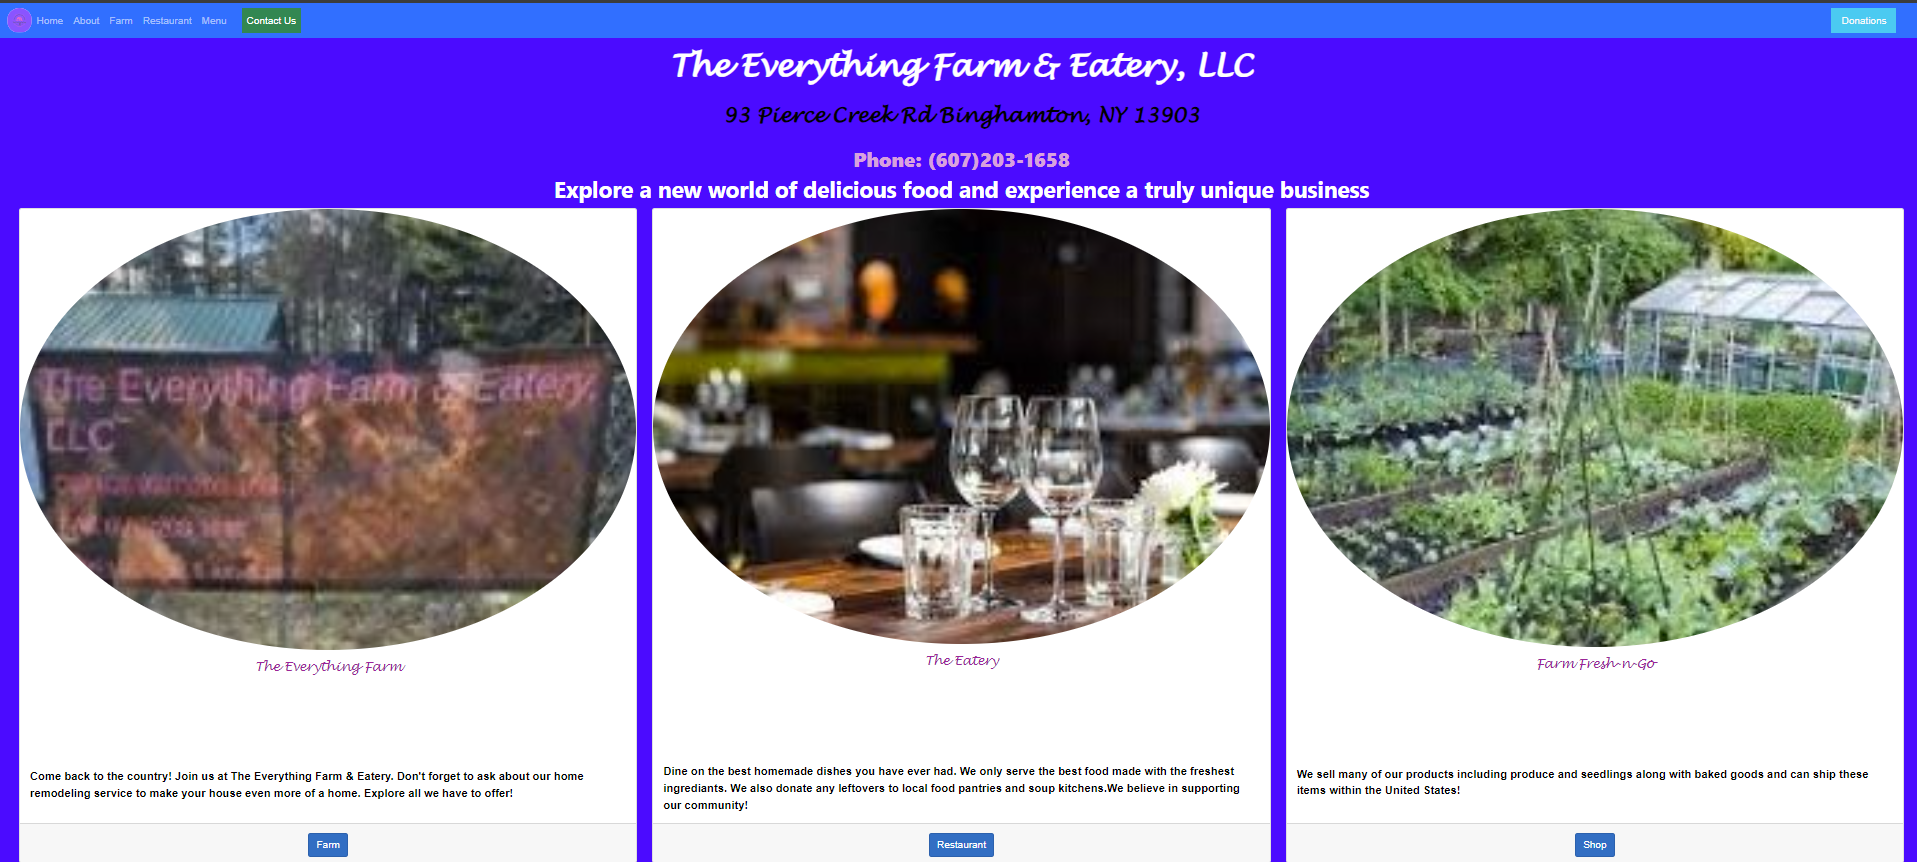 Home About Farm Restaurant Menu Contact Us Donations
The Everything Farm & Eatery, LLC
93 Pierce Creek Rd Binghamton, NY 13903
Phone: (607)203-1658
Explore a new world of delicious food and experience a truly unique business
The Everything Farm & Eatery,
LLC
The Everything Farm
The Eatery
Farm Fresh-n-Go
Come back to the country! Join us at The Everything Farm & Eatery. Don't forget to ask about our home
remodeling service to make your house even more of a home. Explore all we have to offer!
Dine on the best homemade dishes you have ever had. We only serve the best food made with the freshest
ingrediants. We also donate any leftovers to local food pantries and soup kitchens.We believe in supporting
our community!
We sell many of our products including produce and seedlings along with baked goods and can ship these
items within the United States!
Farm
Restaurant
Shop